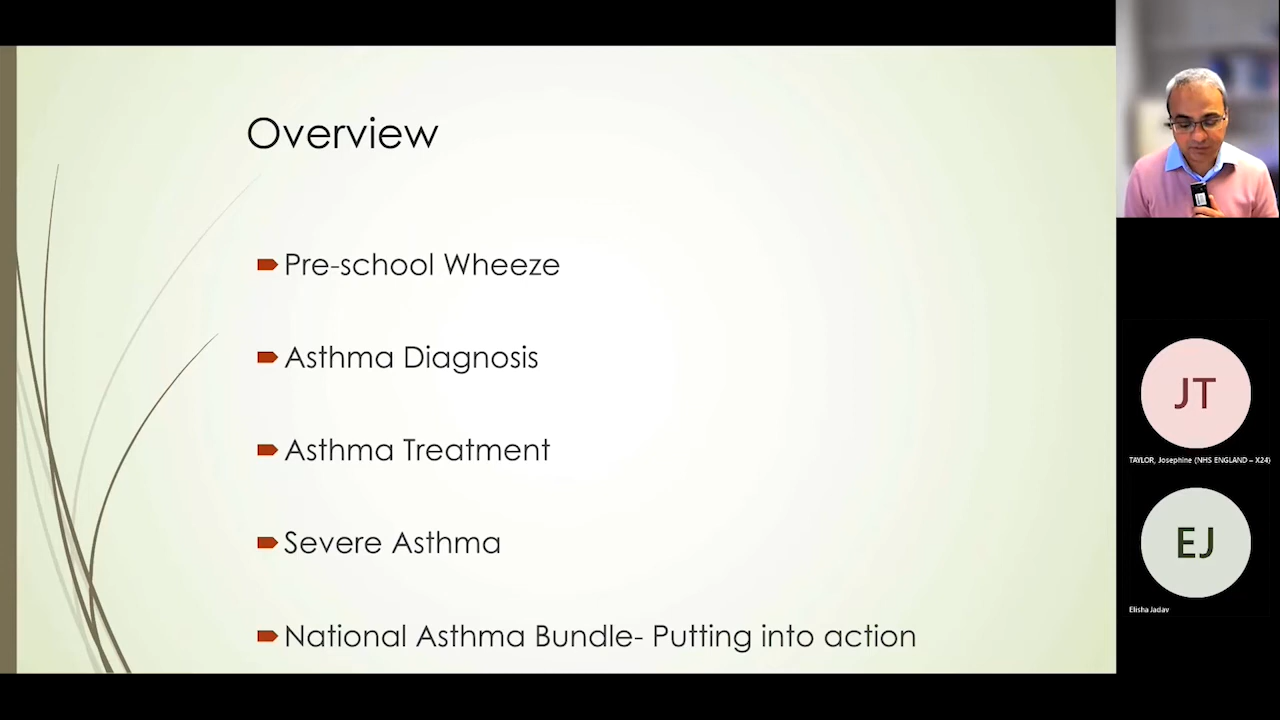 Overview
Pre-school Wheeze
Asthma Diagnosis
Asthma Treatment
Severe Asthma
National Asthma Bundle- Putting into action
JT
TAYLOR, Josephine (NHS ENGLAND – X24)
EJ
Elisha Jadav